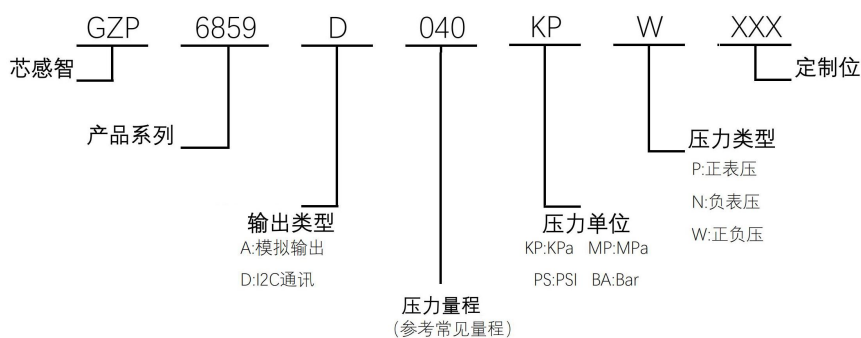 GZP 6859 D 040 KP W XXX
芯感智
定制位
产品系列
压力类型
P:正表压
N:负表压
W:正负压
输出类型
A:模拟输出
D:I2C通讯
压力单位
KP:KPa MP:MPa
PS:PSI BA:Bar
压力量程
(参考常见量程)